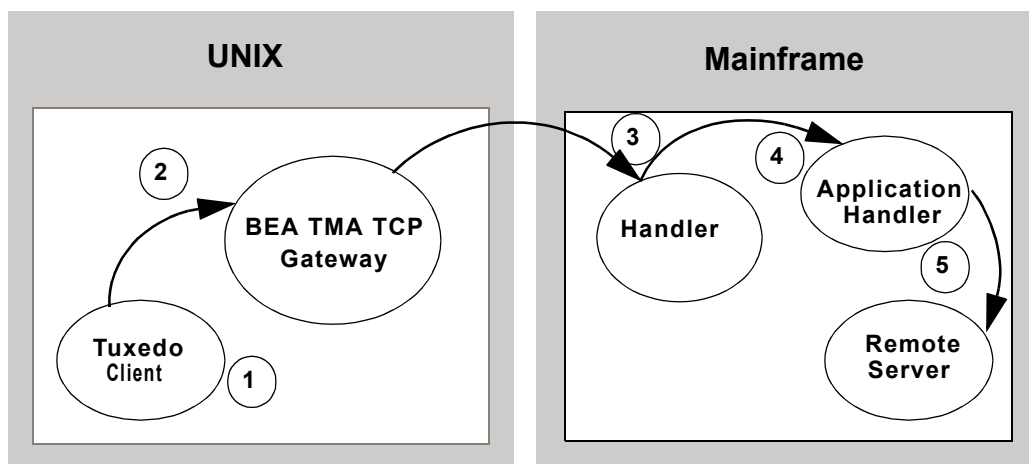 UNIX
2
BEA TMA TCP
Gateway
Tuxedo
Client
1
Mainframe
3
4
Handler
Application
Handler
5
Remote
Server